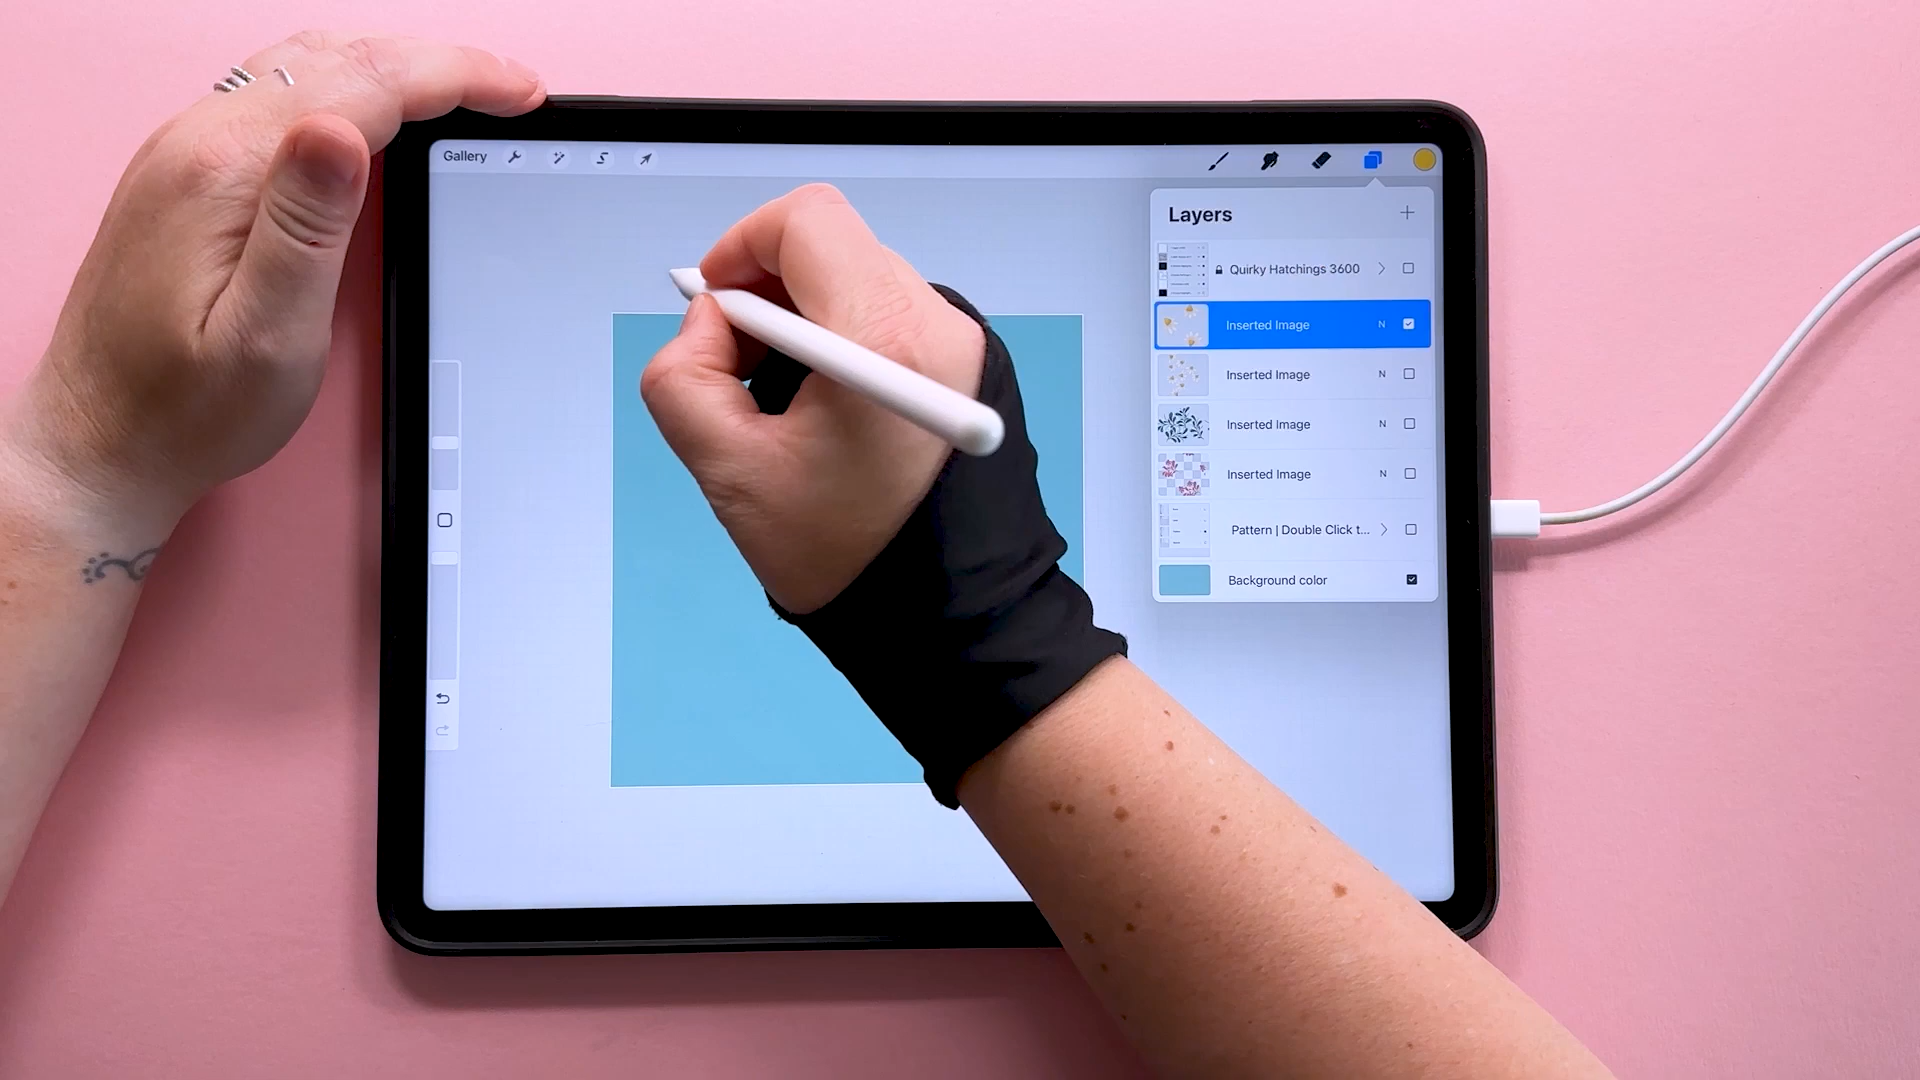 Gallery
Layers
Quirky Hatchings 3600
Inserted Image N
Inserted Image N
Inserted Image N
Inserted Image N
Pattern | Double Click t...
Background color